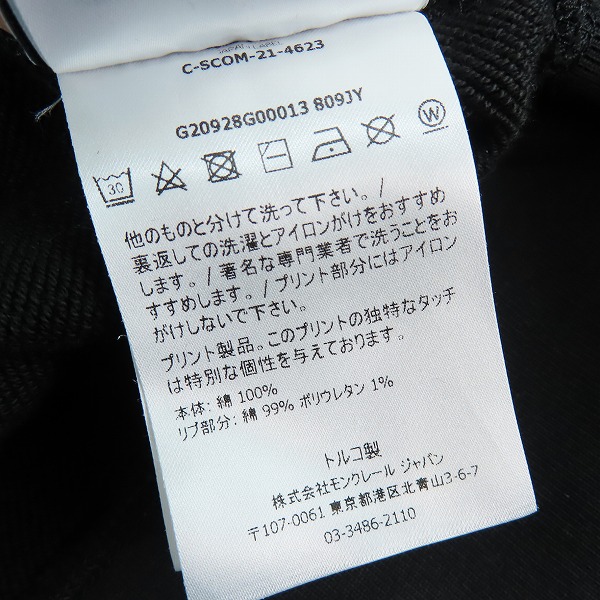 C-SCOM-21-4623
G20928G00013 809JY
30
W
他のものと分けて洗って下さい。/
裏返しての洗濯とアイロンがけをおすすめ
します。/ 著名な専門業者で洗うことをお
すすめします。/ プリント部分にはアイロン
がけしないで下さい。
プリント製品。このプリントの独特なタッチ
は特別な個性を与えております。
本体: 綿 100%
リブ部分: 綿 99% ポリウレタン 1%
トルコ製
株式会社モンクレール ジャパン
〒107-0061 東京都港区北青山3-6-7
03-3486-2110